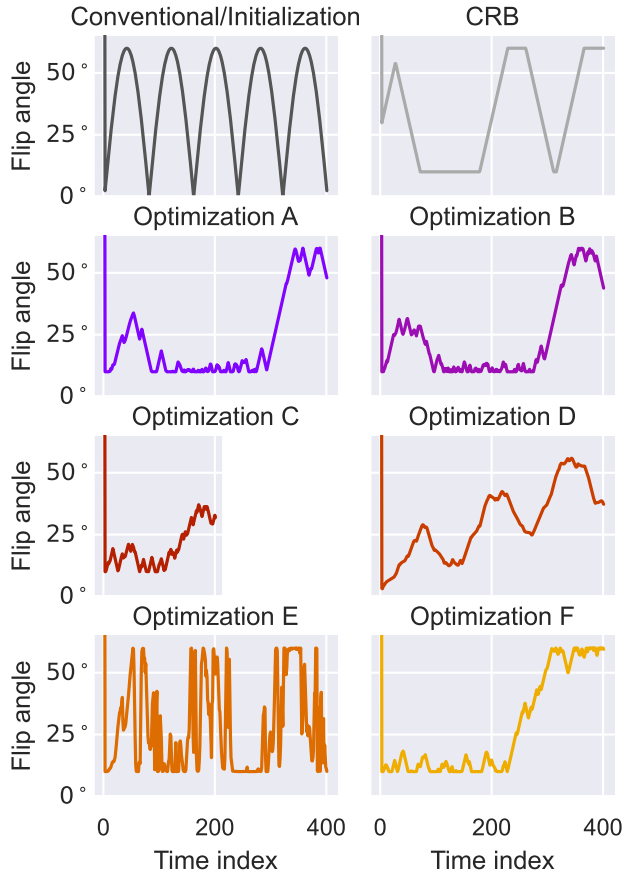 Conventional/Initialization CRB
Flip angle
50°
25°
0°
Optimization A Optimization B
Flip angle
50°
25°
0°
Optimization C Optimization D
Flip angle
50°
25°
0°
Optimization E Optimization F
Flip angle
50°
25°
0°
0 200 400 0 200 400
Time index Time index